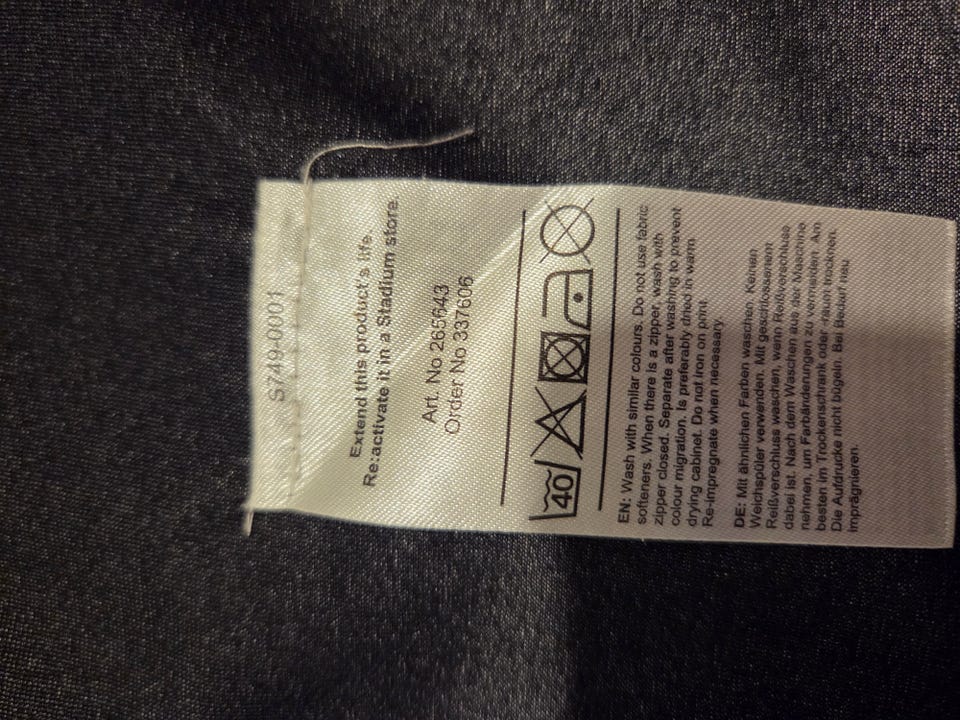 S749-0001
Extend this product's life.
Re:activate it in a Stadium store.
Art. No 265643
Order No 337606
40
EN: Wash with similar colours. Do not use fabric
softeners. When there is a zipper, wash with
zipper closed. Separate after washing to prevent
colour migration. Is preferably dried in warm
drying cabinet. Do not iron on print.
Re-impregnate when necessary.
DE: Mit ähnlichen Farben waschen. Keinen
Weichspüler verwenden. Mit geschlossenem
Reißverschluss waschen, wenn Reißverschluss
dabei ist. Nach dem Waschen aus der Maschine
nehmen, um Farbänderungen zu vermeiden. Am
besten im Trockenschrank oder -raum trocknen.
Die Aufdrucke nicht bügeln. Bei Bedarf neu
imprägnieren.